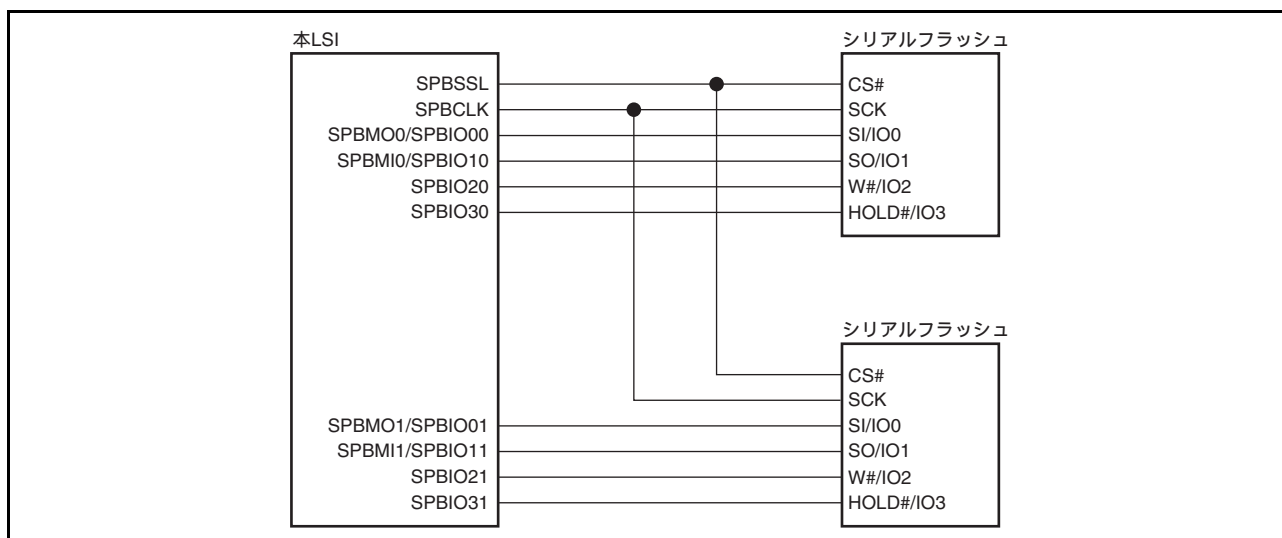 本LSI
SPBSSL
SPBCLK
SPBMO0/SPBIO00
SPBMI0/SPBIO10
SPBIO20
SPBIO30
SPBMO1/SPBIO01
SPBMI1/SPBIO11
SPBIO21
SPBIO31
シリアルフラッシュ
CS#
SCK
SI/IO0
SO/IO1
W#/IO2
HOLD#/IO3
シリアルフラッシュ
CS#
SCK
SI/IO0
SO/IO1
W#/IO2
HOLD#/IO3